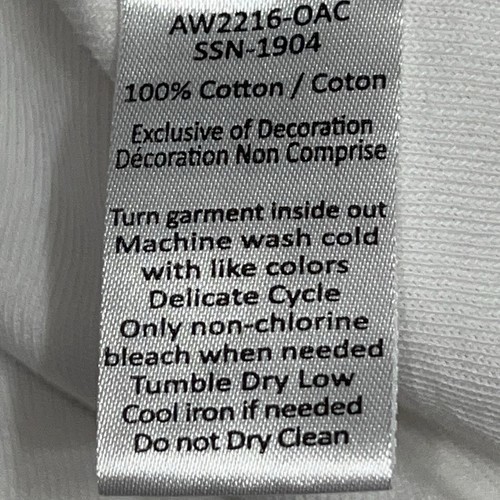 AW2216-OAC
SSN-1904
100% Cotton / Coton
Exclusive of Decoration
Décoration Non Comprise
Turn garment inside out
Machine wash cold
with like colors
Delicate Cycle
Only non-chlorine
bleach when needed
Tumble Dry Low
Cool iron if needed
Do not Dry Clean